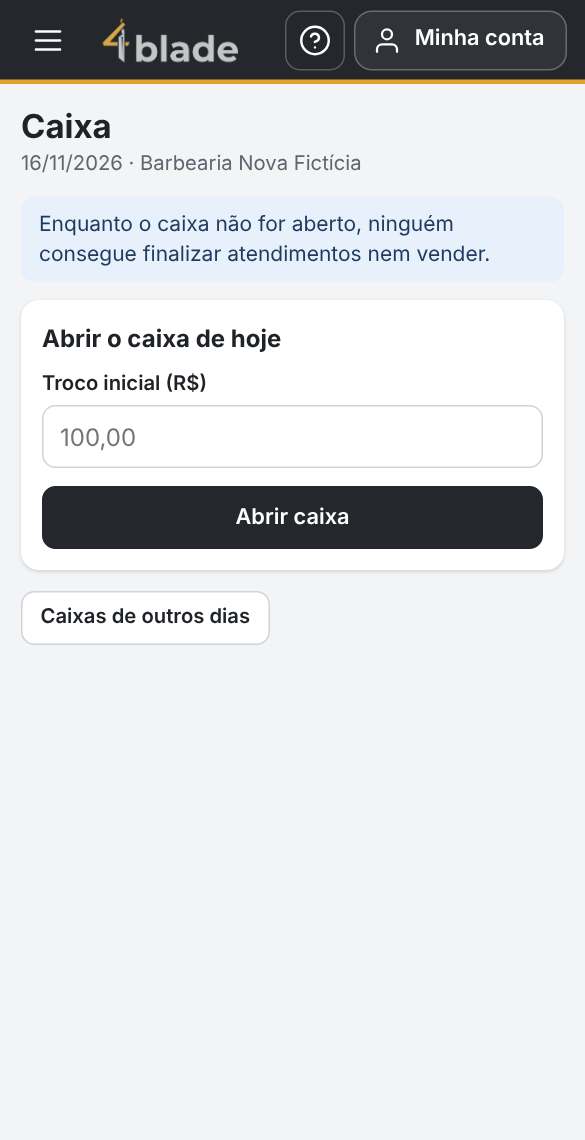 4blade
Minha conta
Caixa
16/11/2026 · Barbearia Nova Fictícia
Enquanto o caixa não for aberto, ninguém
consegue finalizar atendimentos nem vender.
Abrir o caixa de hoje
Troco inicial (R$)
100,00
Abrir caixa
Caixas de outros dias